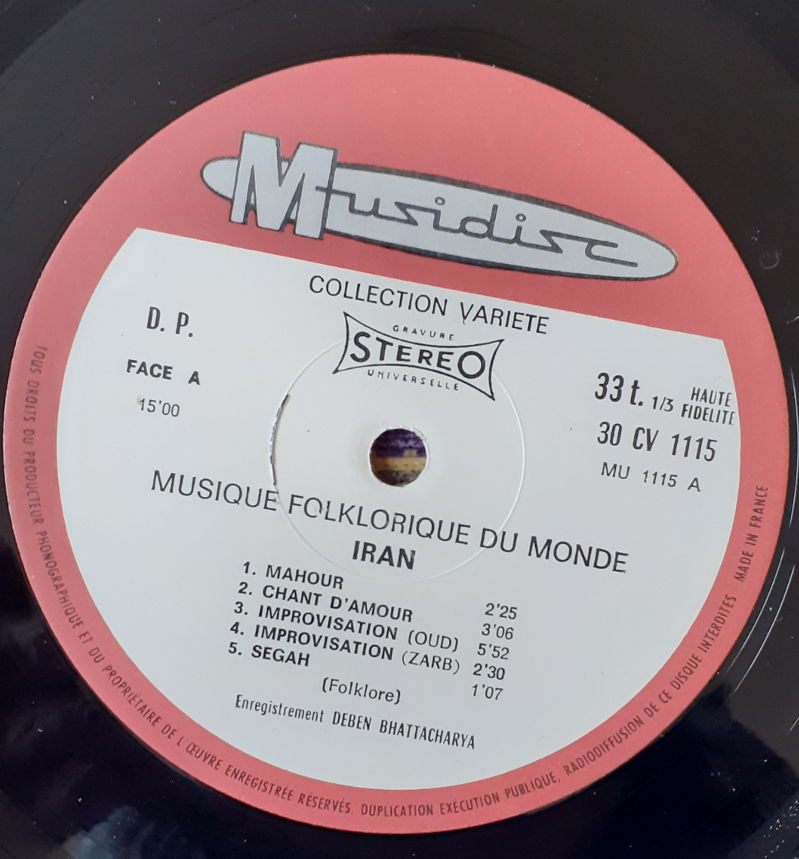 Musidisc
COLLECTION VARIETE
GRAVURE
STEREO
UNIVERSELLE
D. P.
FACE A
15'00
33 t. 1/3 HAUTE FIDELITÉ
30 CV 1115
MU 1115 A
MUSIQUE FOLKLORIQUE DU MONDE
IRAN
1. MAHOUR 2'25
2. CHANT D'AMOUR 3'06
3. IMPROVISATION (OUD) 5'52
4. IMPROVISATION (ZARB) 2'30
5. SEGAH 1'07
(Folklore)
Enregistrement DEBEN BHATTACHARYA
TOUS DROITS DU PRODUCTEUR PHONOGRAPHIQUE ET DU PROPRIETAIRE DE L'ŒUVRE ENREGISTRÉE RÉSERVÉS. DUPLICATION EXÉCUTION PUBLIQUE, RADIODIFFUSION DE CE DISQUE INTERDITES · MADE IN FRANCE